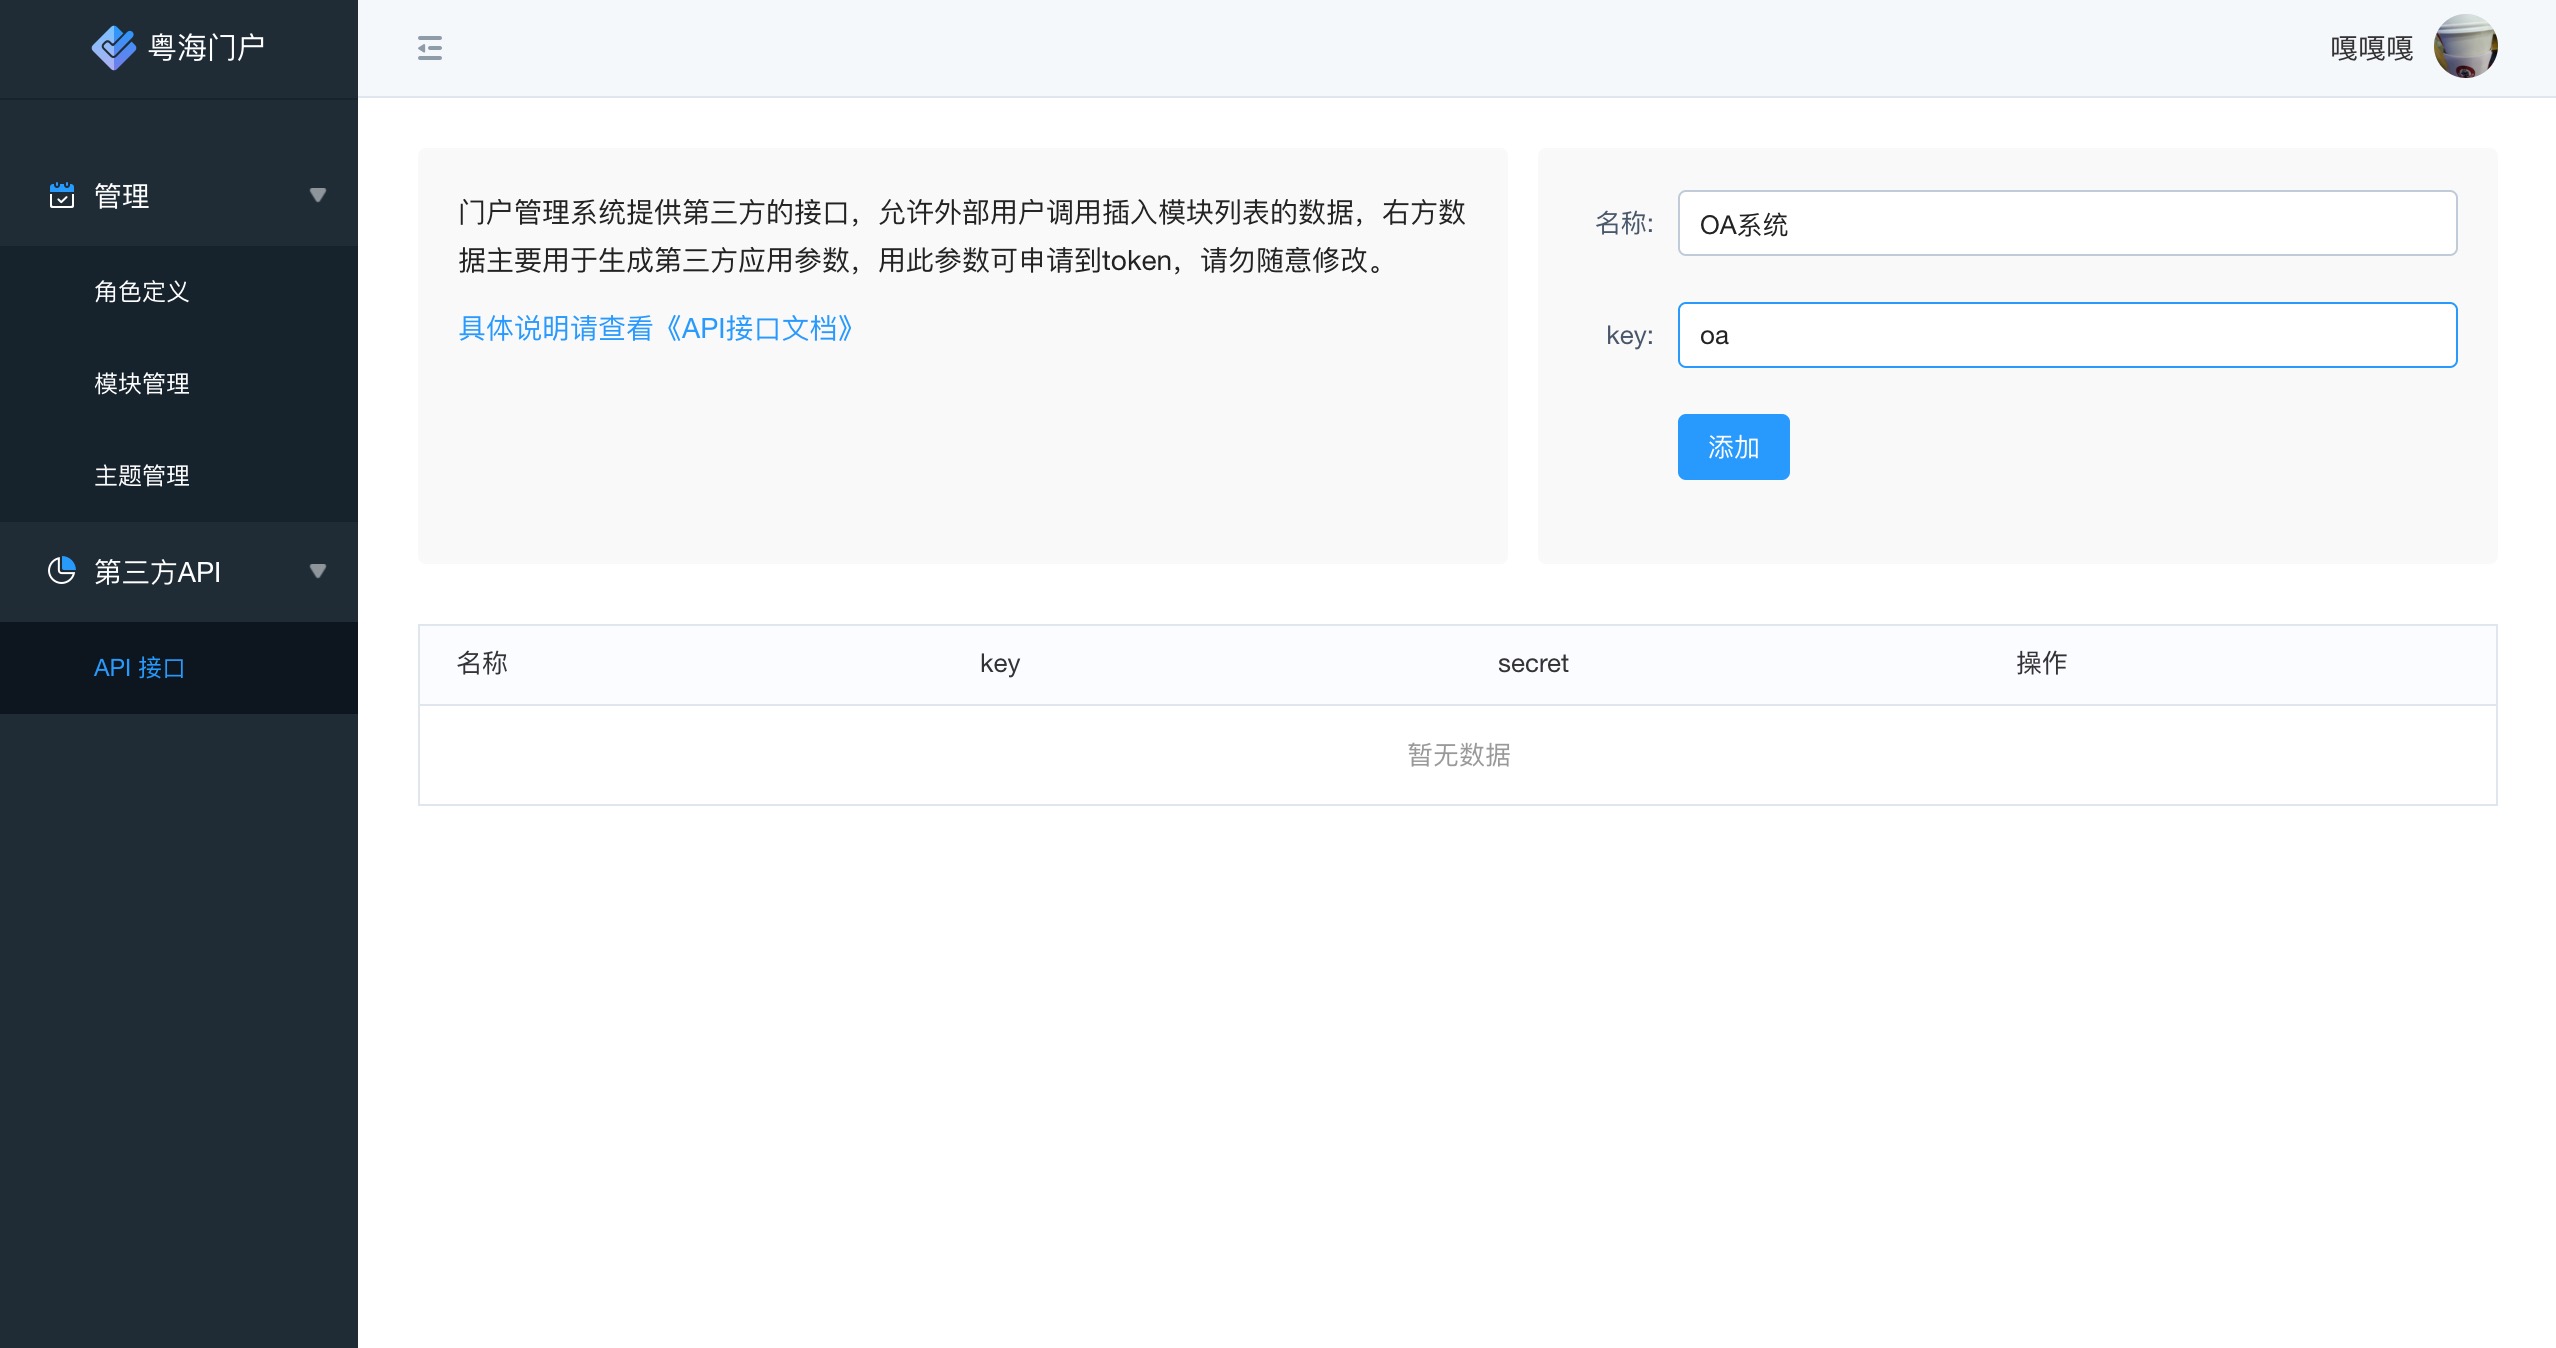 粤海门户
嘎嘎嘎
管理
角色定义
模块管理
主题管理
第三方API
API 接口
门户管理系统提供第三方的接口，允许外部用户调用插入模块列表的数据，右方数
据主要用于生成第三方应用参数，用此参数可申请到token，请勿随意修改。
具体说明请查看《API接口文档》
名称: OA系统
key: oa
添加
名称 key secret 操作
暂无数据